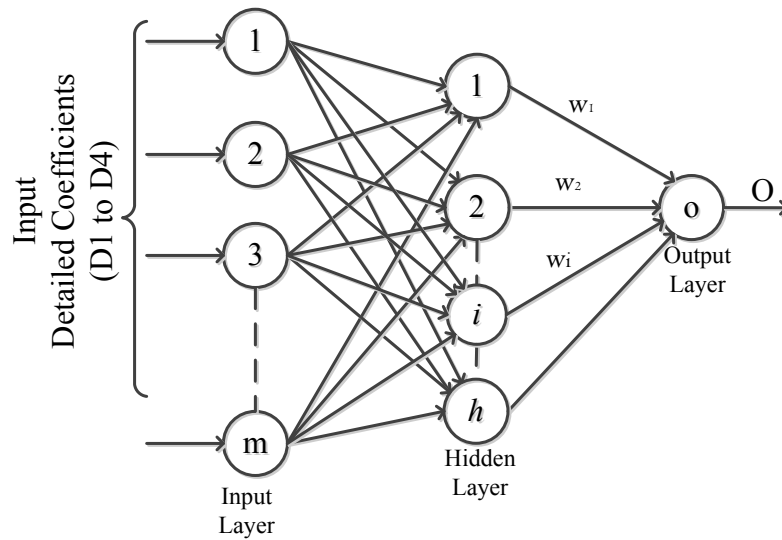 Input
Detailed Coefficients
(D1 to D4)
1
2
3
m
Input
Layer
1
2
i
h
Hidden
Layer
w1
w2
wi
o
Output
Layer
O